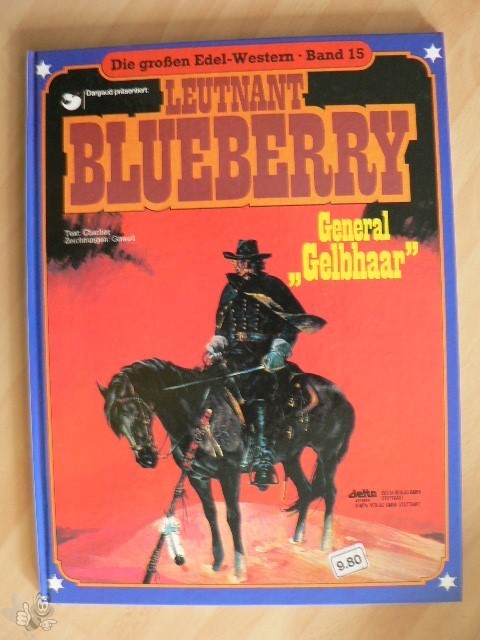 Die großen Edel-Western · Band 15
Dargaud präsentiert:
LEUTNANT
BLUEBERRY
Text: Charlier
Zeichnungen: Giraud
General
„Gelbhaar”
delta
9.80